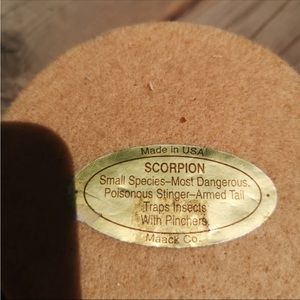 Made in USA
SCORPION
Small Species–Most Dangerous.
Poisonous Stinger–Armed Tail
Traps Insects
With Pinchers
Maack Co.